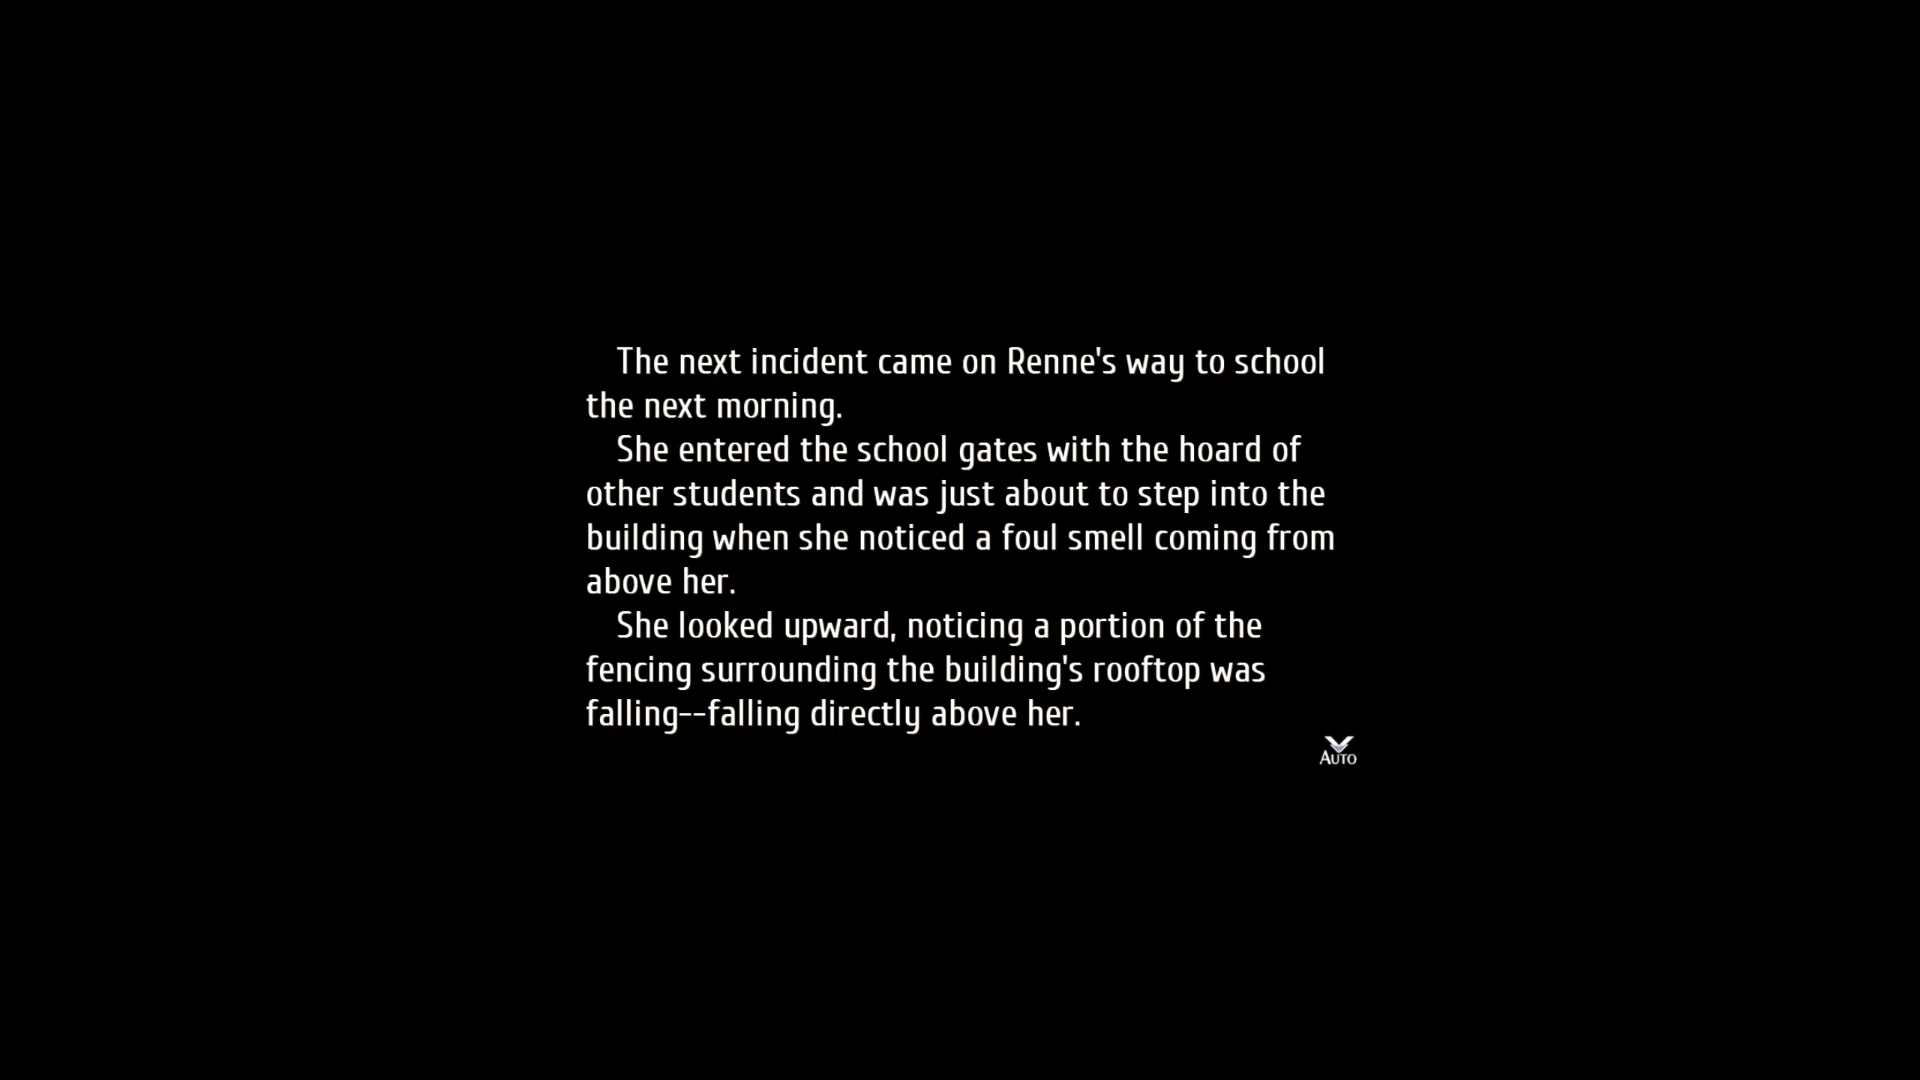 The next incident came on Renne's way to school
the next morning.
She entered the school gates with the hoard of
other students and was just about to step into the
building when she noticed a foul smell coming from
above her.
She looked upward, noticing a portion of the
fencing surrounding the building's rooftop was
falling--falling directly above her.
AUTO